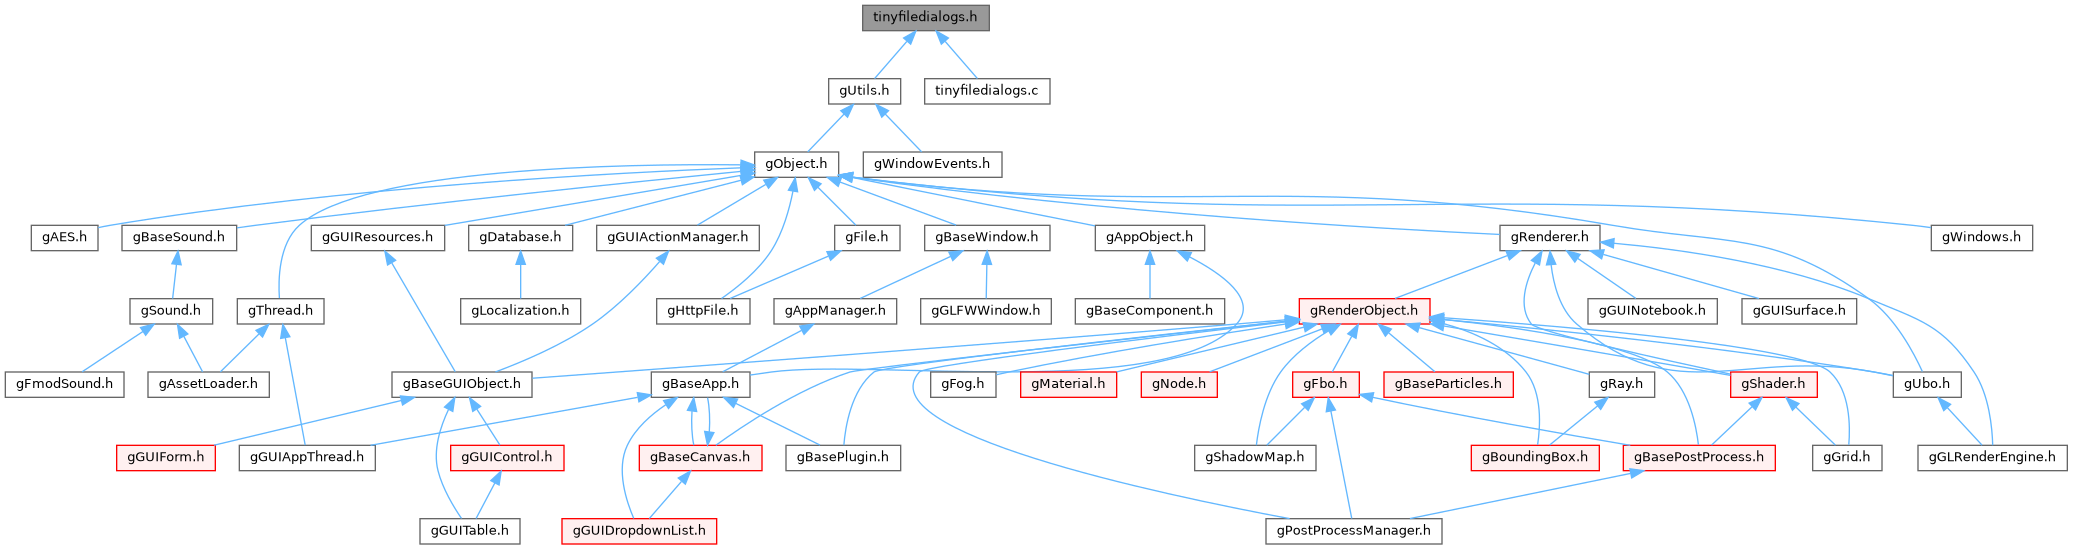 tinyfiledialogs.h
gUtils.h
tinyfiledialogs.c
gObject.h
gWindowEvents.h
gAES.h
gBaseSound.h
gGUIResources.h
gDatabase.h
gGUIActionManager.h
gFile.h
gBaseWindow.h
gAppObject.h
gRenderer.h
gWindows.h
gSound.h
gThread.h
gLocalization.h
gHttpFile.h
gAppManager.h
gGLFWWindow.h
gBaseComponent.h
gRenderObject.h
gGUINotebook.h
gGUISurface.h
gFmodSound.h
gAssetLoader.h
gBaseGUIObject.h
gBaseApp.h
gFog.h
gMaterial.h
gNode.h
gFbo.h
gBaseParticles.h
gRay.h
gShader.h
gUbo.h
gGUIForm.h
gGUIAppThread.h
gGUIControl.h
gBaseCanvas.h
gBasePlugin.h
gShadowMap.h
gBoundingBox.h
gBasePostProcess.h
gGrid.h
gGLRenderEngine.h
gGUITable.h
gGUIDropdownList.h
gPostProcessManager.h